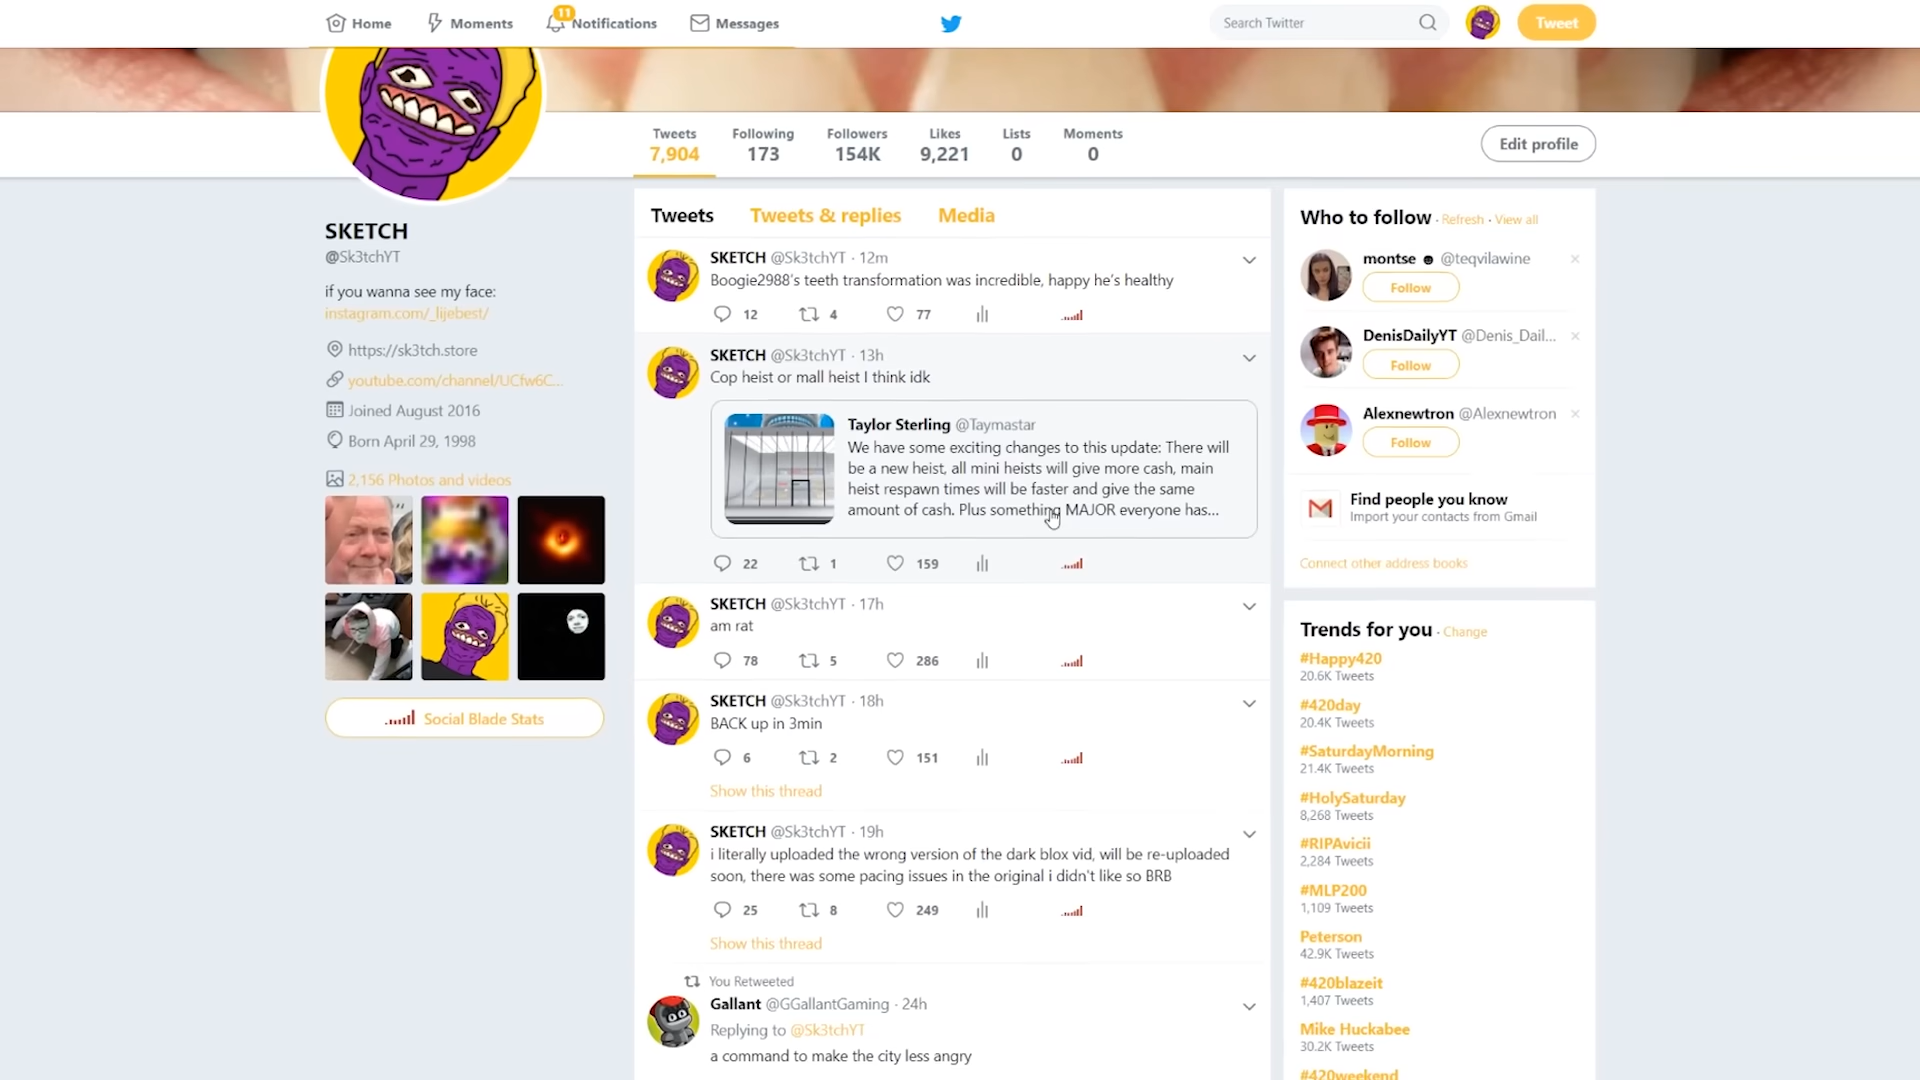 Home
Moments
11
Notifications
Messages
Search Twitter
Tweet
Tweets
7,904
Following
173
Followers
154K
Likes
9,221
Lists
0
Moments
0
Edit profile
SKETCH
@Sk3tchYT
if you wanna see my face:
instagram.com/_lijebest/
https://sk3tch.store
youtube.com/channel/UCfw6C...
Joined August 2016
Born April 29, 1998
2,156 Photos and videos
Social Blade Stats
Tweets
Tweets & replies
Media
SKETCH @Sk3tchYT · 12m
Boogie2988's teeth transformation was incredible, happy he's healthy
12
4
77
SKETCH @Sk3tchYT · 13h
Cop heist or mall heist I think idk
Taylor Sterling @Taymastar
We have some exciting changes to this update: There will
be a new heist, all mini heists will give more cash, main
heist respawn times will be faster and give the same
amount of cash. Plus something MAJOR everyone has...
22
1
159
SKETCH @Sk3tchYT · 17h
am rat
78
5
286
SKETCH @Sk3tchYT · 18h
BACK up in 3min
6
2
151
Show this thread
SKETCH @Sk3tchYT · 19h
i literally uploaded the wrong version of the dark blox vid, will be re-uploaded
soon, there was some pacing issues in the original i didn't like so BRB
25
8
249
Show this thread
You Retweeted
Gallant @GGallantGaming · 24h
Replying to @Sk3tchYT
a command to make the city less angry
Who to follow · Refresh · View all
montse @teqvilawine
Follow
DenisDailyYT @Denis_Dail...
Follow
Alexnewtron @Alexnewtron
Follow
Find people you know
Import your contacts from Gmail
Connect other address books
Trends for you · Change
#Happy420
20.6K Tweets
#420day
20.4K Tweets
#SaturdayMorning
21.4K Tweets
#HolySaturday
8,268 Tweets
#RIPAvicii
2,284 Tweets
#MLP200
1,109 Tweets
Peterson
42.9K Tweets
#420blazeit
1,407 Tweets
Mike Huckabee
30.2K Tweets
#420weekend